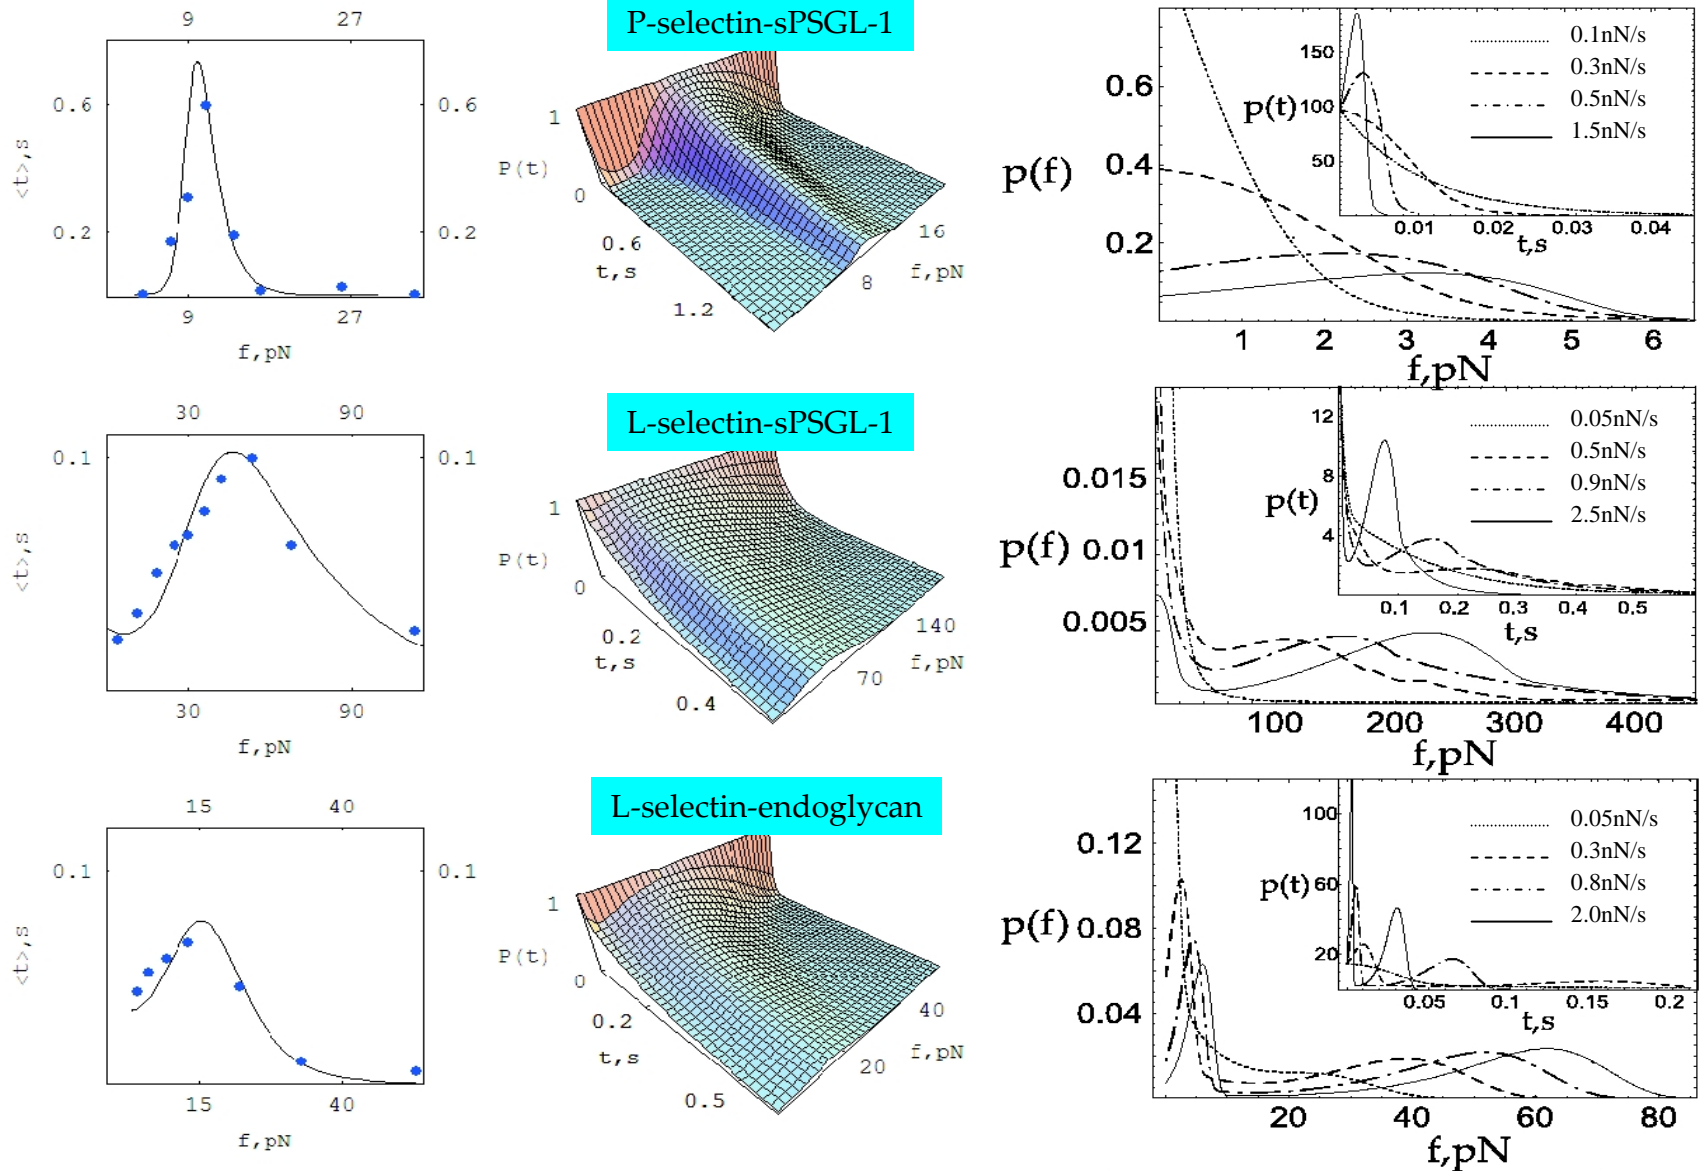 9
27
0.6
0.6
<t>,s
0.2
0.2
9
27
f,pN
P-selectin-sPSGL-1
1
P(t)
0
0.6
t,s
1.2
16
f,pN
8
0.8
0.6
p(f)
0.4
0.2
1
2
3
4
5
6
f,pN
150
p(t)
100
50
0.01
0.02
0.03
0.04
t,s
0.1nN/s
0.3nN/s
0.5nN/s
1.5nN/s
30
90
0.1
0.1
<t>,s
30
90
f,pN
L-selectin-sPSGL-1
1
P(t)
0
0.2
t,s
0.4
140
f,pN
70
0.015
p(f)
0.01
0.005
100
200
300
400
f,pN
12
8
p(t)
4
0.1
0.2
0.3
0.4
0.5
t,s
0.05nN/s
0.5nN/s
0.9nN/s
2.5nN/s
15
40
0.1
0.1
<t>,s
15
40
f,pN
L-selectin-endoglycan
1
P(t)
0
0.2
t,s
0.5
40
f,pN
20
0.12
0.08
p(f)
0.04
20
40
60
80
f,pN
100
p(t)
60
20
0.05
0.1
0.15
0.2
t,s
0.05nN/s
0.3nN/s
0.8nN/s
2.0nN/s